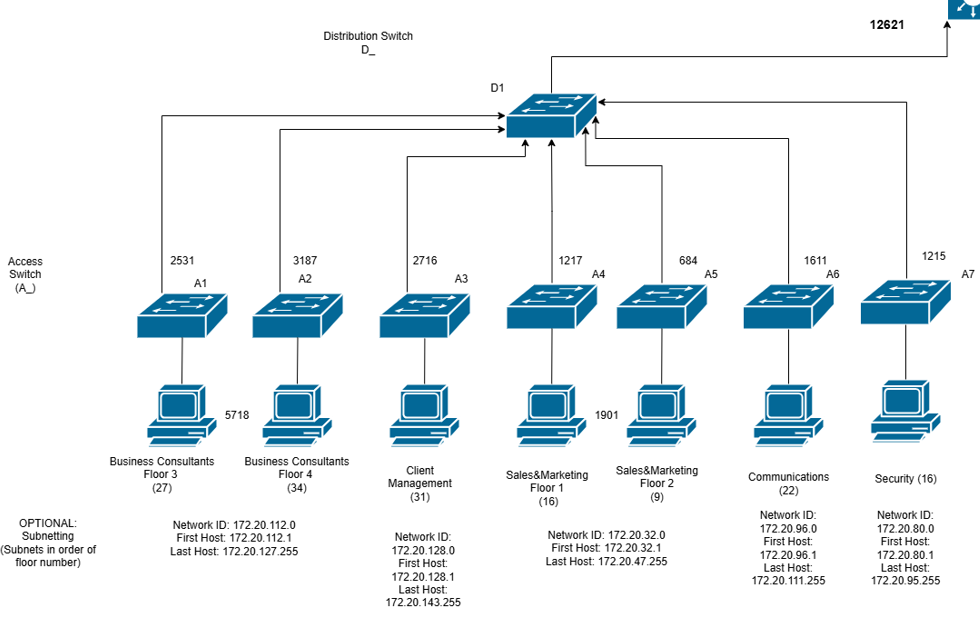 12621
Distribution Switch
D_
D1
Access
Switch
(A_)
2531
A1
3187
A2
2716
A3
1217
A4
684
A5
1611
A6
1215
A7
5718
1901
Business Consultants
Floor 3
(27)
Business Consultants
Floor 4
(34)
Client
Management
(31)
Sales&Marketing
Floor 1
(16)
Sales&Marketing
Floor 2
(9)
Communications
(22)
Security (16)
OPTIONAL:
Subnetting
(Subnets in order of
floor number)
Network ID: 172.20.112.0
First Host: 172.20.112.1
Last Host: 172.20.127.255
Network ID:
172.20.128.0
First Host:
172.20.128.1
Last Host:
172.20.143.255
Network ID: 172.20.32.0
First Host: 172.20.32.1
Last Host: 172.20.47.255
Network ID:
172.20.96.0
First Host:
172.20.96.1
Last Host:
172.20.111.255
Network ID:
172.20.80.0
First Host:
172.20.80.1
Last Host:
172.20.95.255